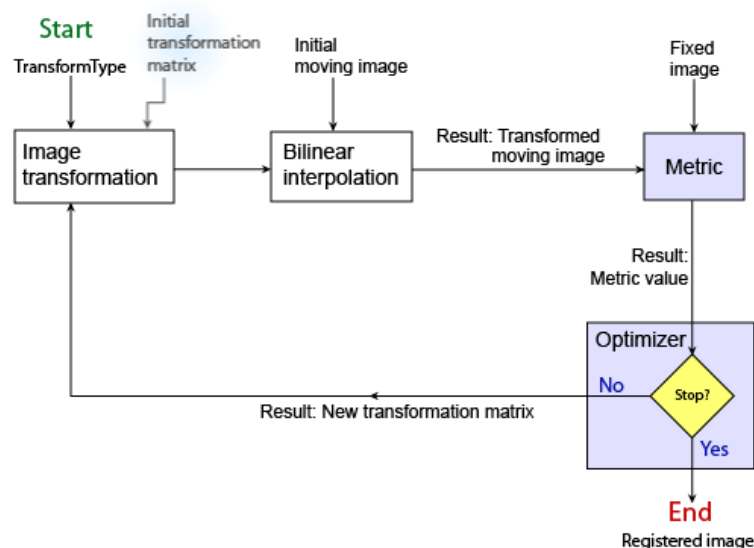 Start
TransformType
Initial
transformation
matrix
Initial
moving image
Fixed
image
Image
transformation
Bilinear
interpolation
Result: Transformed
moving image
Metric
Result:
Metric value
Optimizer
No
Stop?
Yes
Result: New transformation matrix
End
Registered image